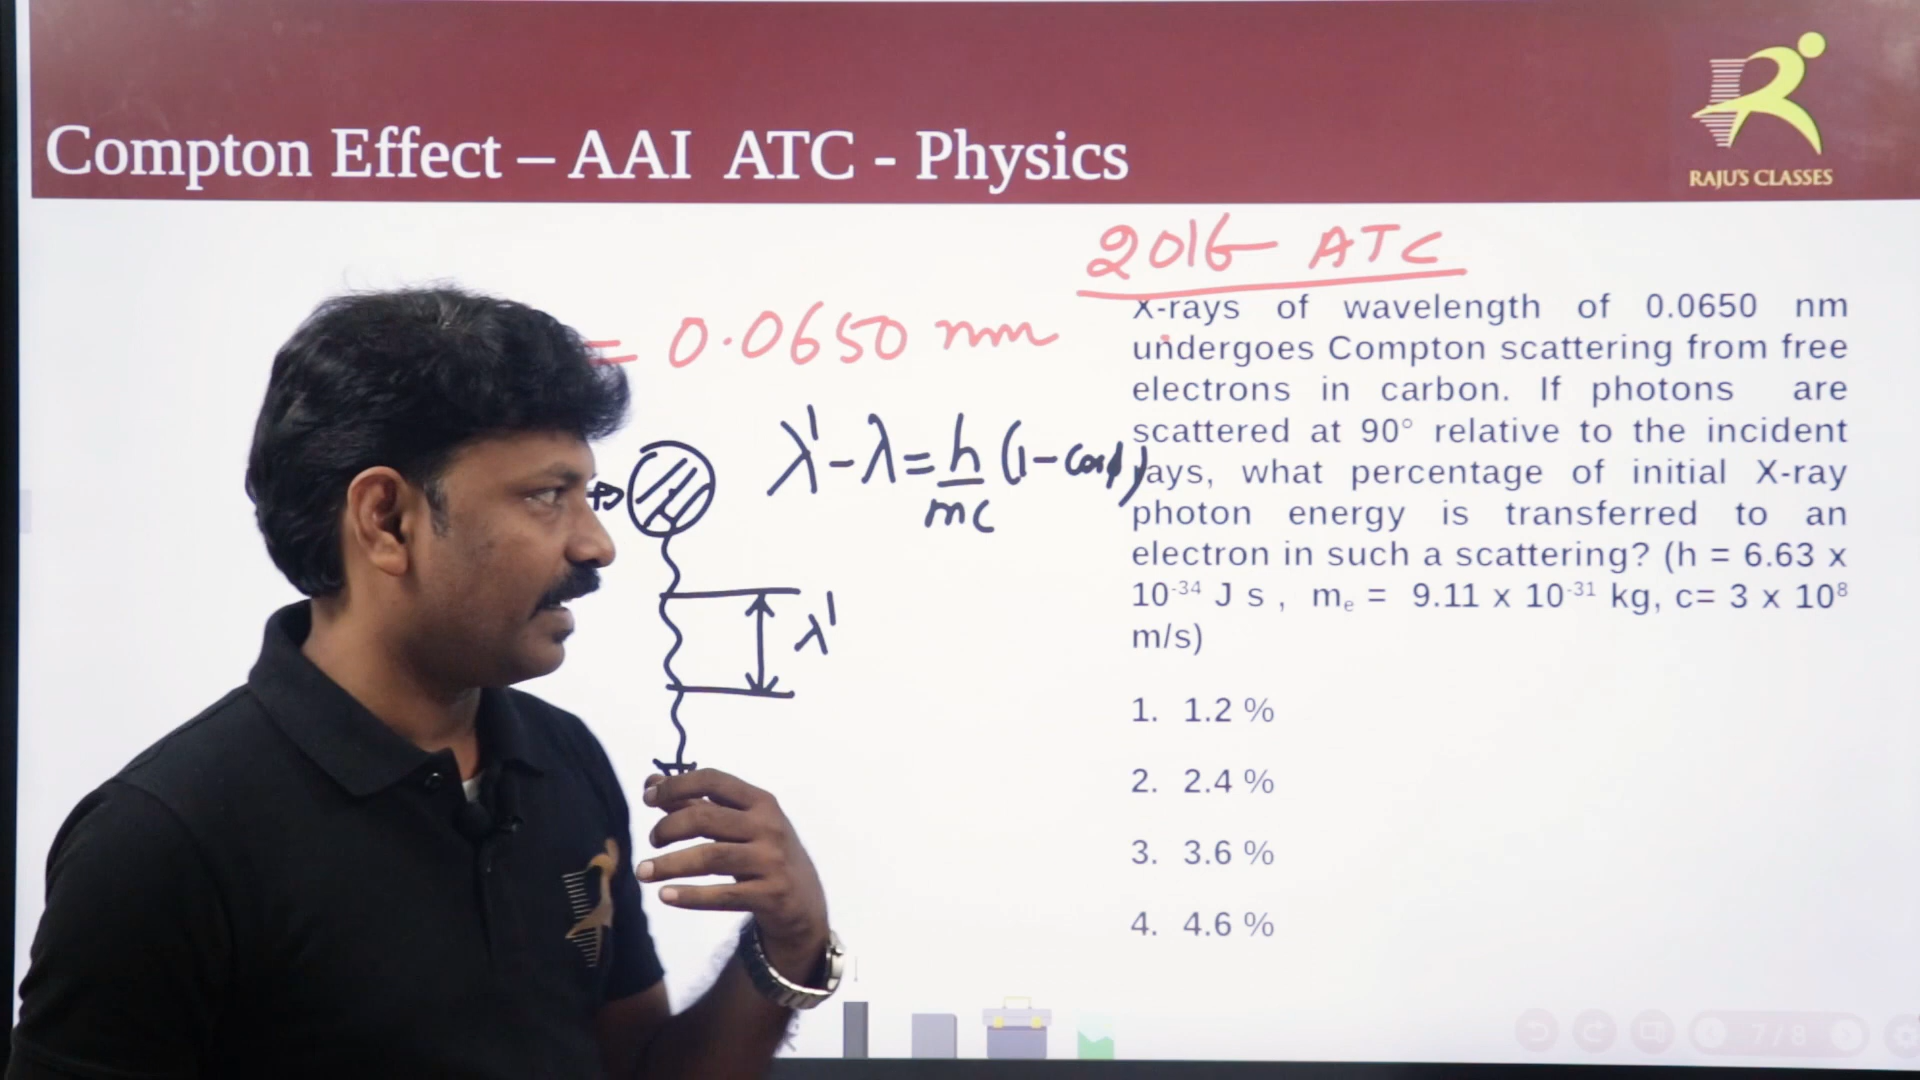 Compton Effect – AAI ATC - Physics
RAJU'S CLASSES
2016 ATC
= 0.0650 nm
X-rays of wavelength of 0.0650 nm
undergoes Compton scattering from free
electrons in carbon. If photons are
scattered at 90° relative to the incident
rays, what percentage of initial X-ray
photon energy is transferred to an
electron in such a scattering? (h = 6.63 x
10⁻³⁴ J s , mₑ = 9.11 x 10⁻³¹ kg, c= 3 x 10⁸
m/s)
λ' - λ = h/mc (1 - cosϕ)
λ'
1. 1.2 %
2. 2.4 %
3. 3.6 %
4. 4.6 %
7 / 8